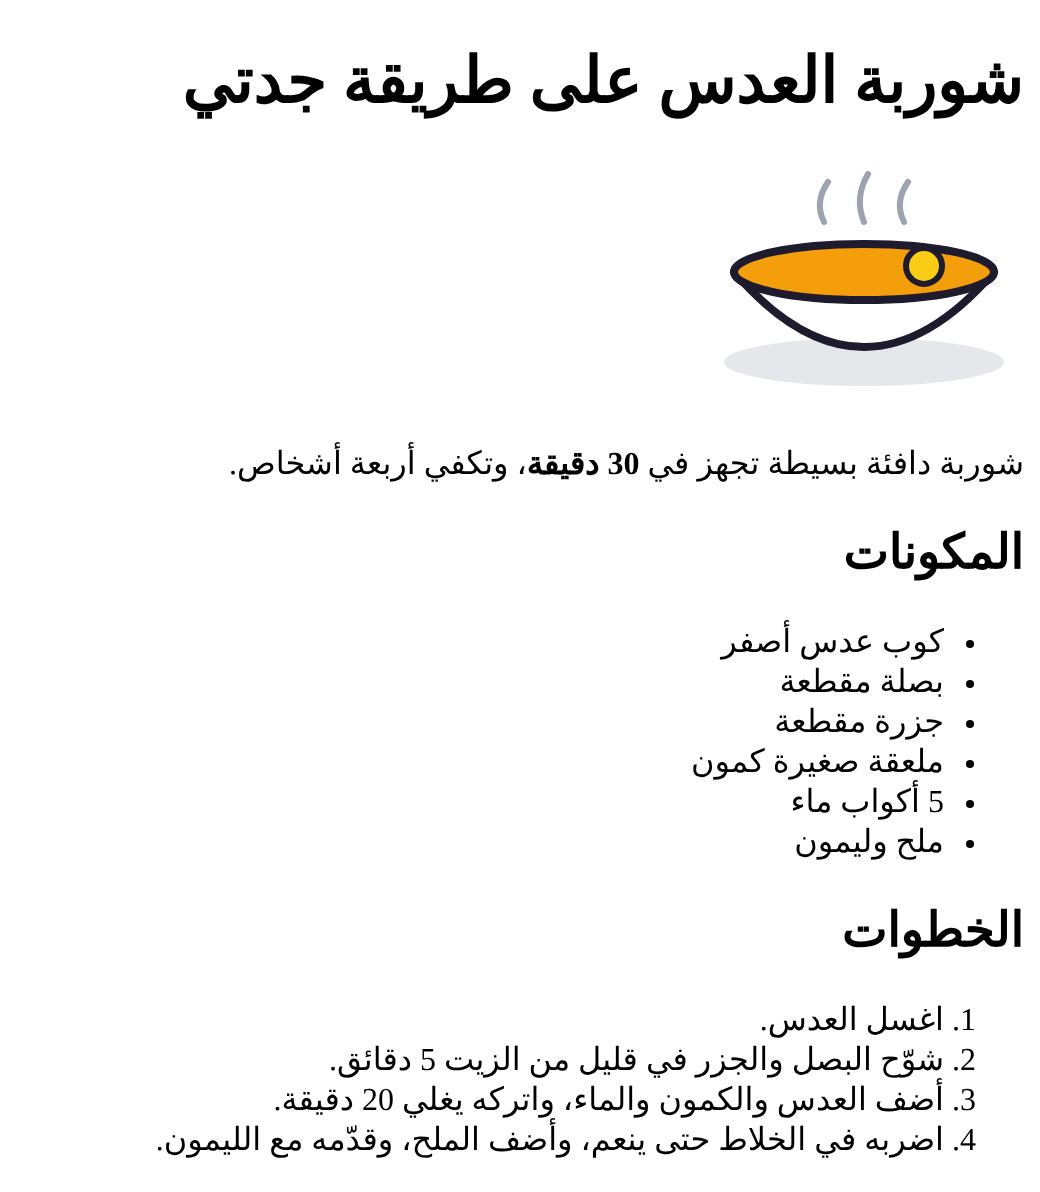 شوربة العدس على طريقة جدتي
شوربة دافئة بسيطة تجهز في 30 دقيقة، وتكفي أربعة أشخاص.
المكونات
• كوب عدس أصفر
• بصلة مقطعة
• جزرة مقطعة
• ملعقة صغيرة كمون
• 5 أكواب ماء
• ملح وليمون
الخطوات
1. اغسل العدس.
2. شوّح البصل والجزر في قليل من الزيت 5 دقائق.
3. أضف العدس والكمون والماء، واتركه يغلي 20 دقيقة.
4. اضربه في الخلاط حتى ينعم، وأضف الملح، وقدّمه مع الليمون.